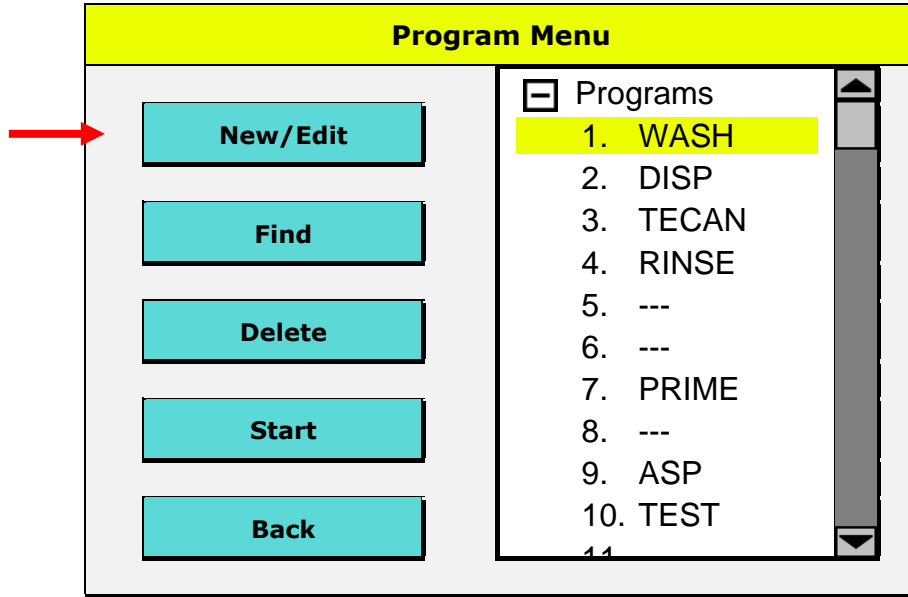 Program Menu
New/Edit
Find
Delete
Start
Back
Programs
1. WASH
2. DISP
3. TECAN
4. RINSE
5. ---
6. ---
7. PRIME
8. ---
9. ASP
10. TEST